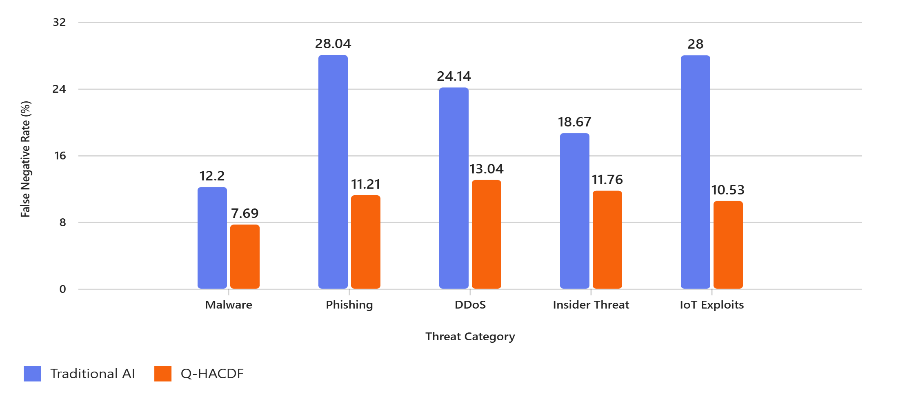 32
24
16
8
0
False Negative Rate (%)
12.2
7.69
28.04
11.21
24.14
13.04
18.67
11.76
28
10.53
Malware
Phishing
DDoS
Insider Threat
IoT Exploits
Threat Category
Traditional AI
Q-HACDF